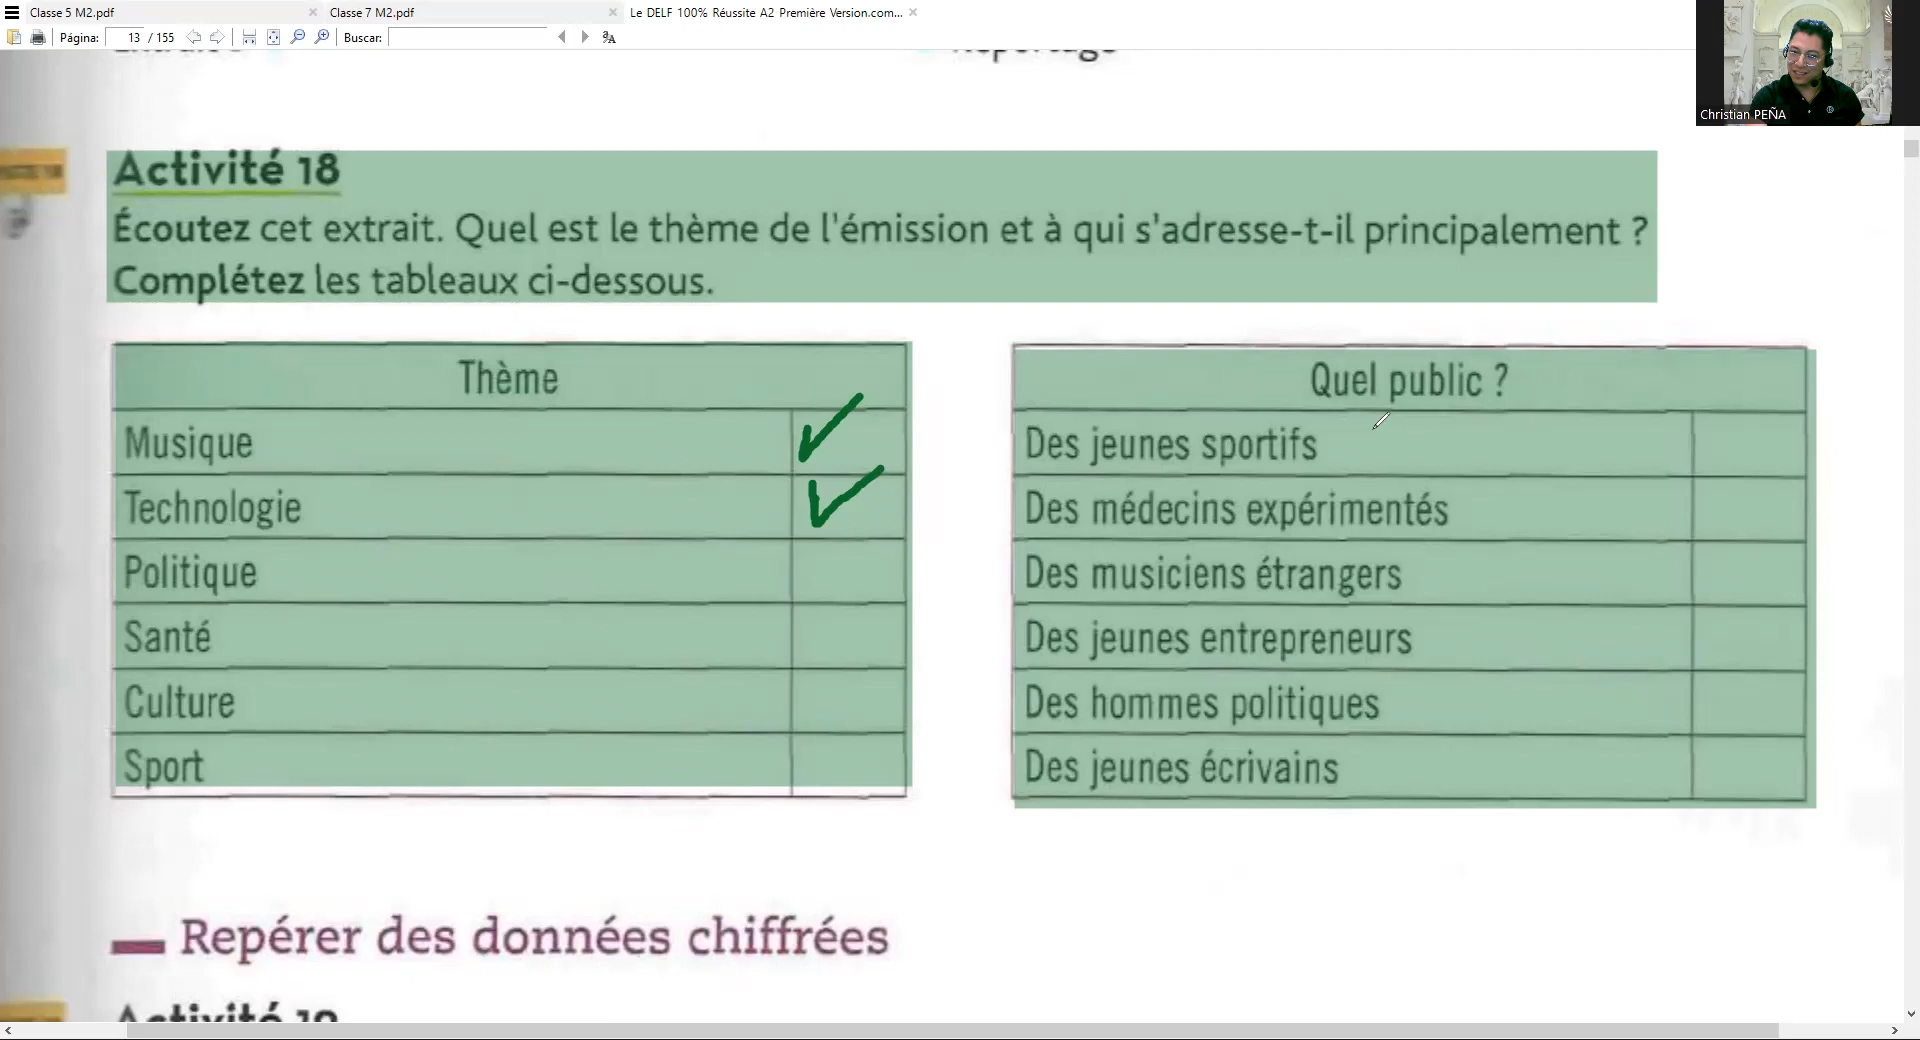 Classe 5 M2.pdf
Classe 7 M2.pdf
Le DELF 100% Réussite A2 Première Version.com...
Página: 13 / 155
Buscar:
Christian PEÑA
Activité 18
Écoutez cet extrait. Quel est le thème de l'émission et à qui s'adresse-t-il principalement ?
Complétez les tableaux ci-dessous.
Thème
Musique
Technologie
Politique
Santé
Culture
Sport
Quel public ?
Des jeunes sportifs
Des médecins expérimentés
Des musiciens étrangers
Des jeunes entrepreneurs
Des hommes politiques
Des jeunes écrivains
Repérer des données chiffrées
Activité 19